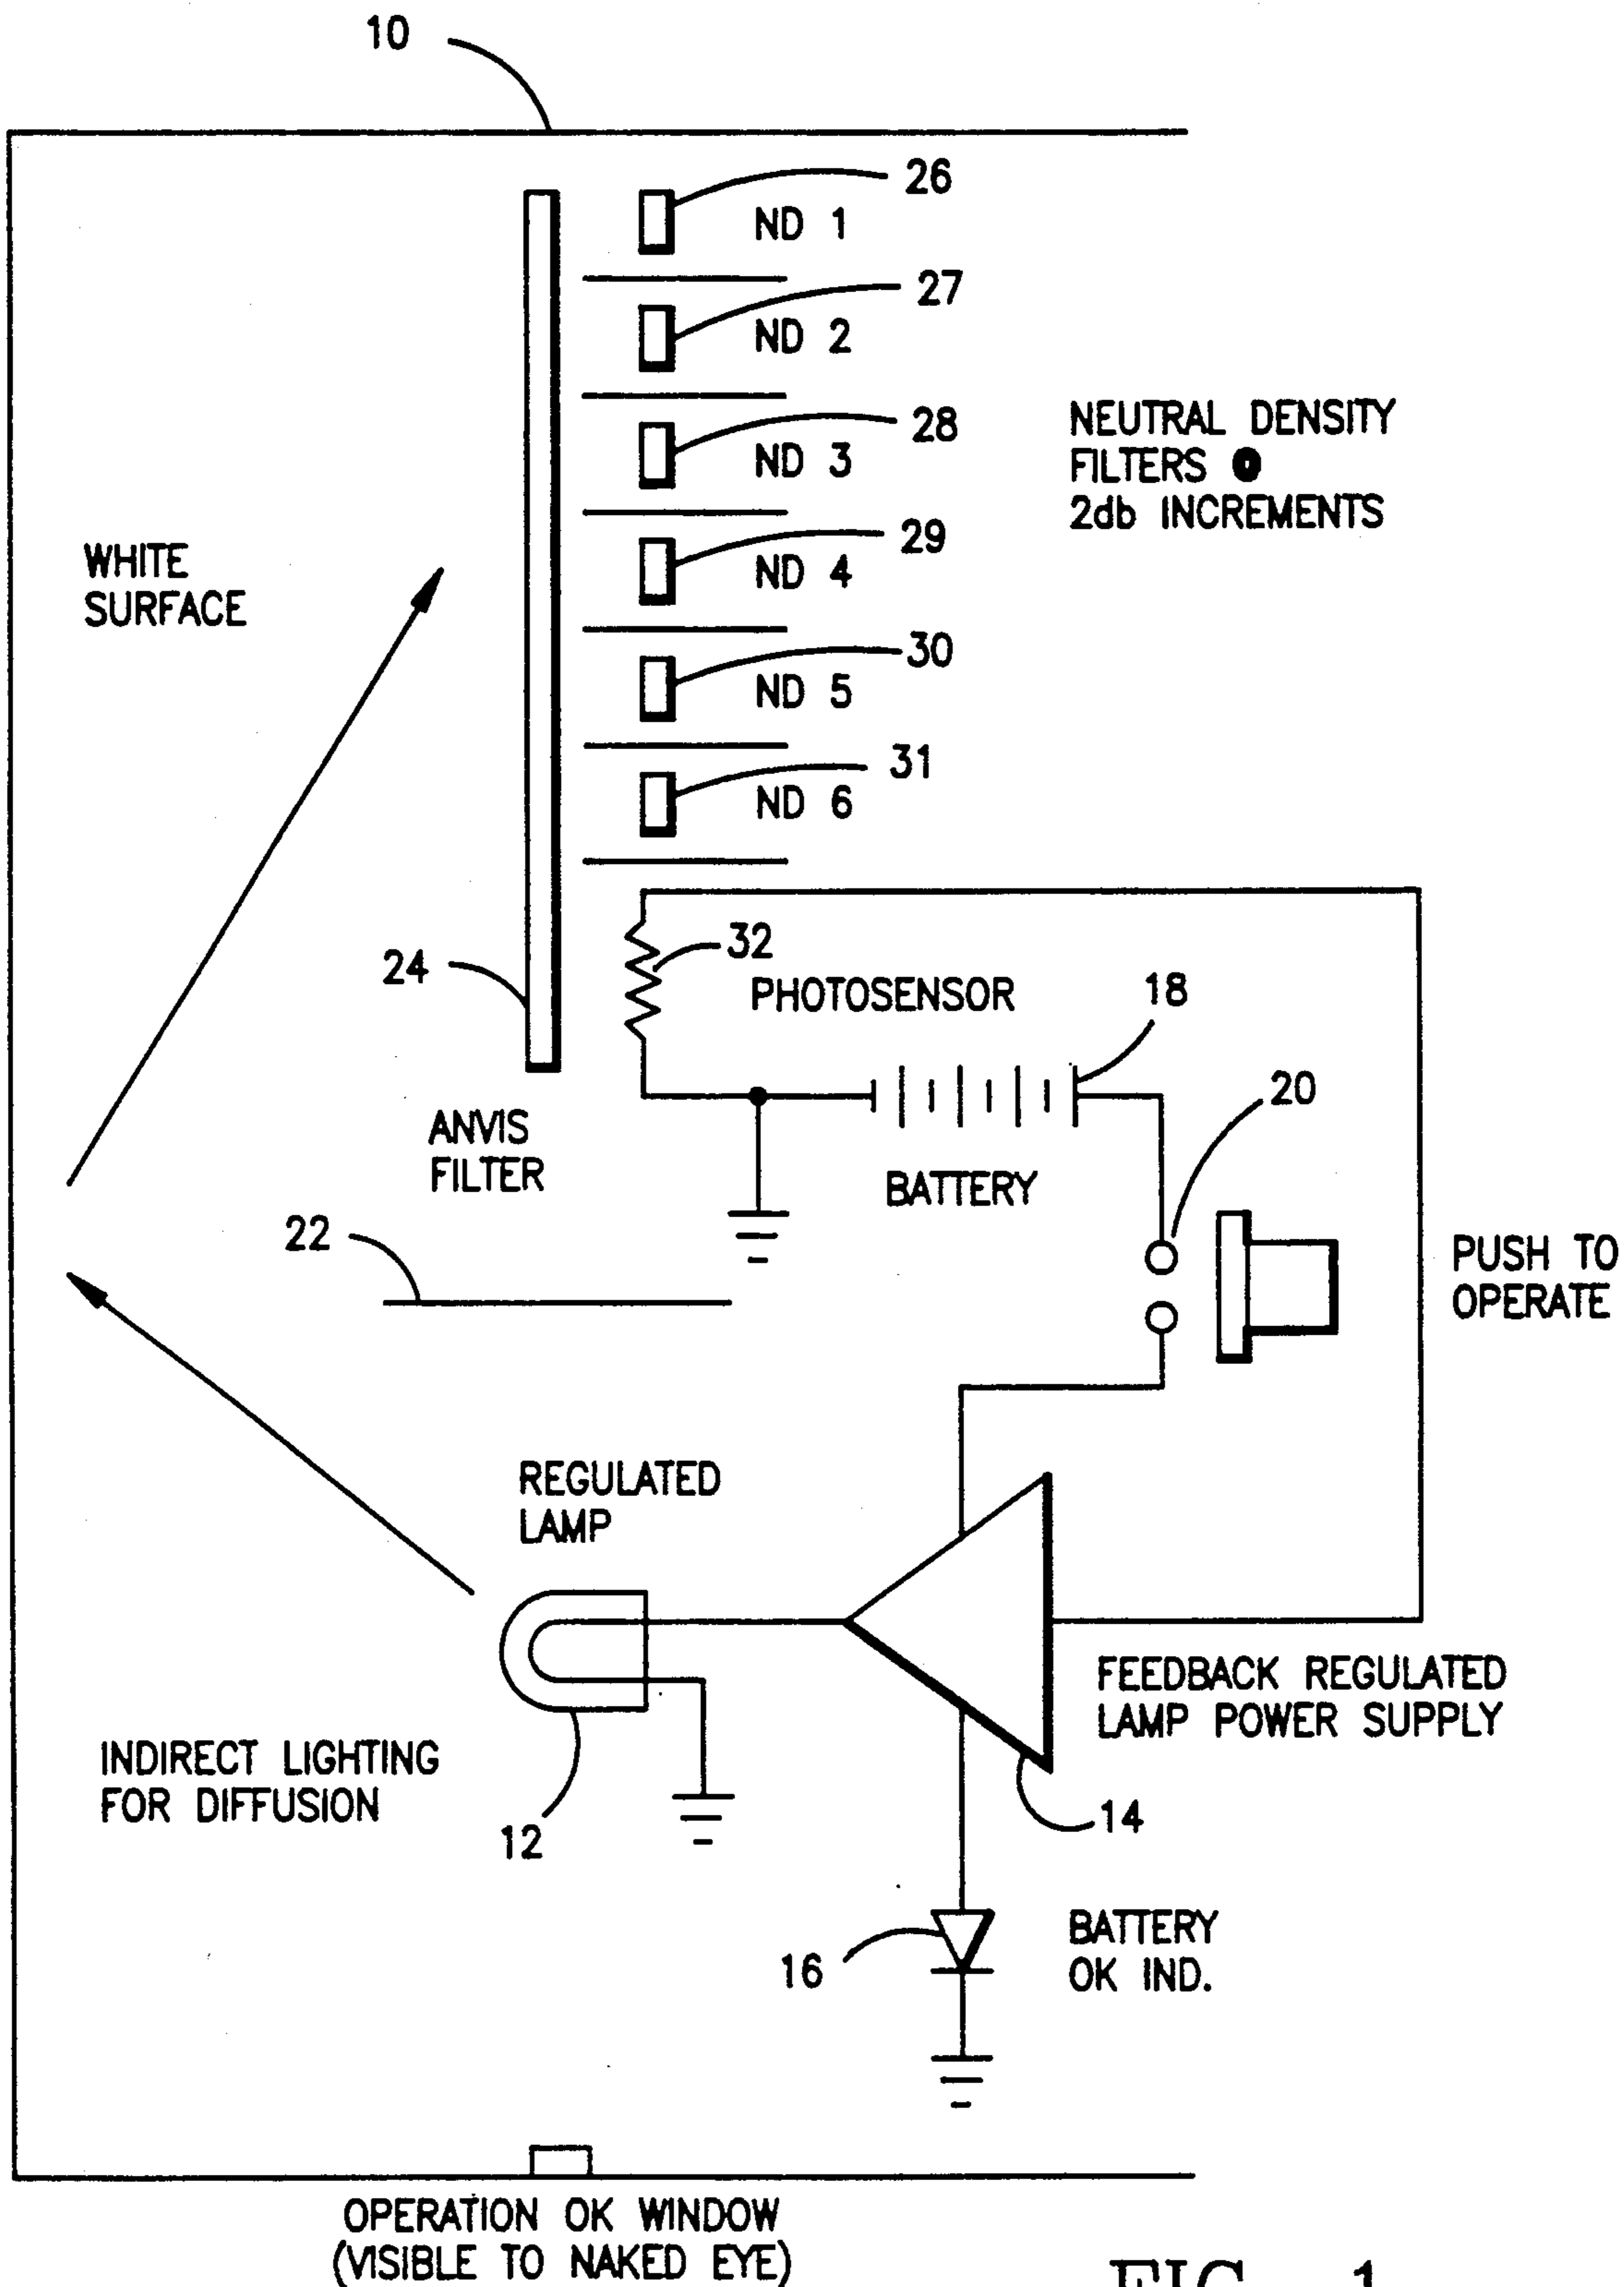 10
26
ND 1
27
ND 2
28
ND 3
NEUTRAL DENSITY
FILTERS @
2db INCREMENTS
29
ND 4
WHITE
SURFACE
30
ND 5
31
ND 6
32
24
PHOTOSENSOR
18
20
ANVIS
FILTER
BATTERY
22
PUSH TO
OPERATE
REGULATED
LAMP
FEEDBACK REGULATED
LAMP POWER SUPPLY
INDIRECT LIGHTING
FOR DIFFUSION
12
14
BATTERY
OK IND.
16
OPERATION OK WINDOW
(VISIBLE TO NAKED EYE)
FIG. 1